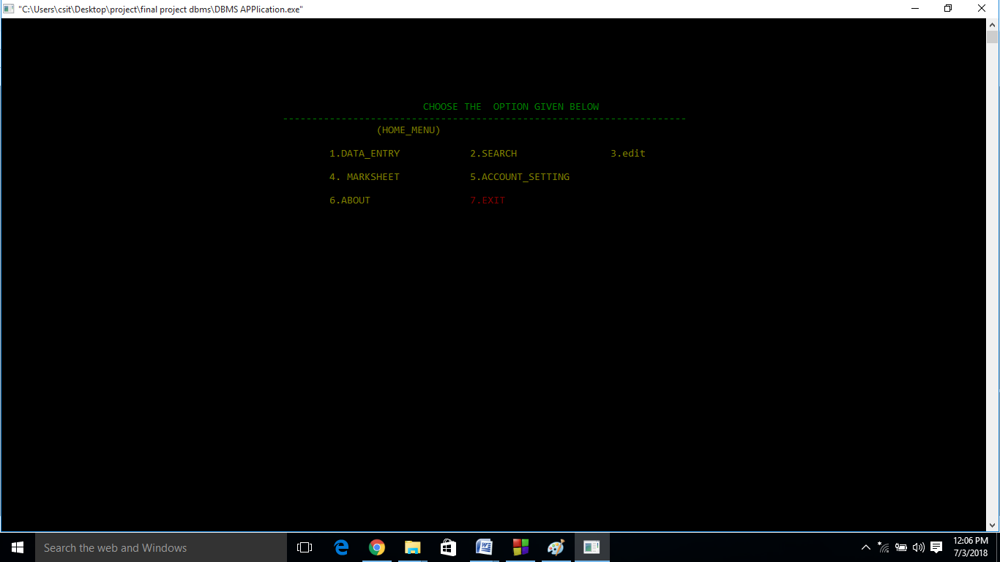 "C:\Users\csit\Desktop\project\final project dbms\DBMS APPlication.exe"
CHOOSE THE  OPTION GIVEN BELOW
---------------------------------------------------------------------
(HOME_MENU)
1.DATA_ENTRY 2.SEARCH 3.edit
4. MARKSHEET 5.ACCOUNT_SETTING
6.ABOUT 7.EXIT
Search the web and Windows
12:06 PM
7/3/2018